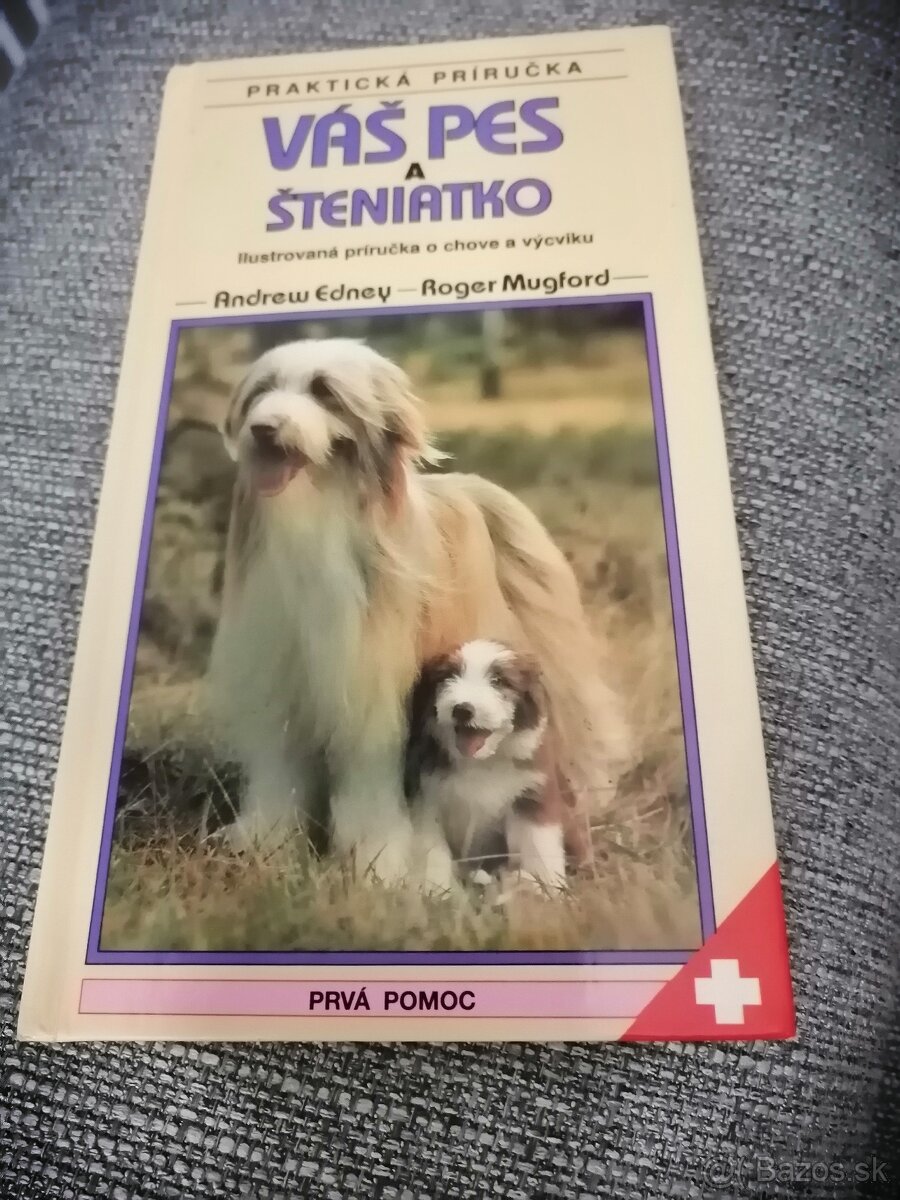 PRAKTICKÁ PRÍRUČKA
VÁŠ PES
A
ŠTENIATKO
Ilustrovaná príručka o chove a výcviku
Andrew Edney — Roger Mugford
PRVÁ POMOC
Bazos.sk